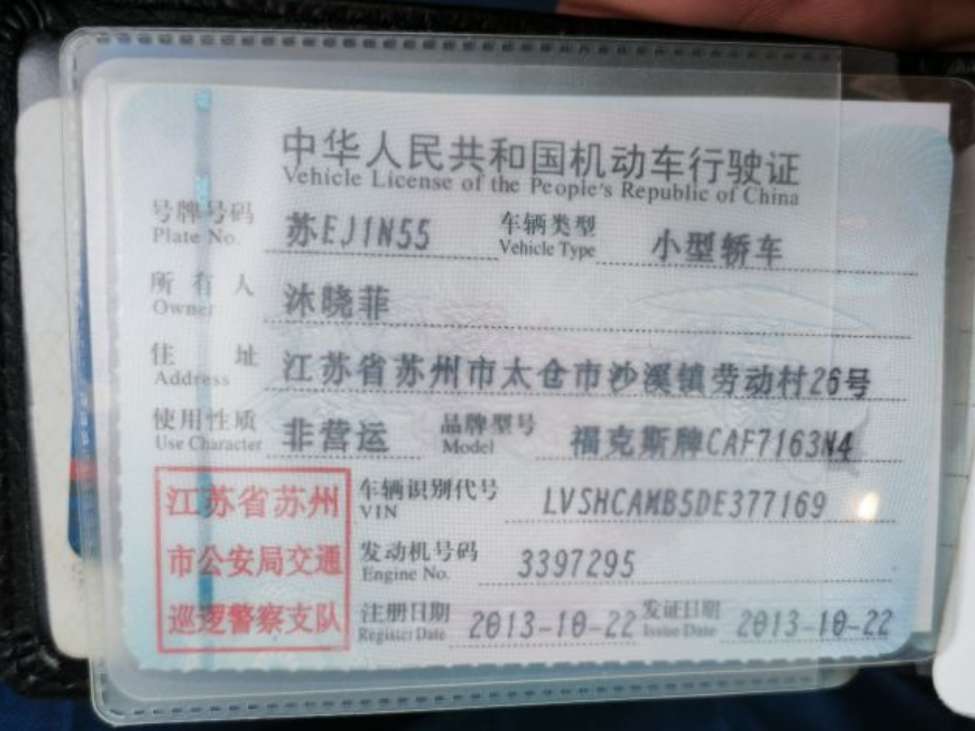 中华人民共和国机动车行驶证
Vehicle License of the People's Republic of China
号牌号码 苏EJ1N55 车辆类型 小型轿车
Plate No. Vehicle Type
所有人 沐晓菲
Owner
住址 江苏省苏州市太仓市沙溪镇劳动村26号
Address
使用性质 非营运 品牌型号 福克斯牌CAF7163N4
Use Character Model
江苏省苏州 车辆识别代号 LVSHCAMB5DE377169
VIN
市公安局交通 发动机号码 3397295
Engine No.
巡逻警察支队 注册日期 2013-10-22 发证日期 2013-10-22
Register Date Issue Date